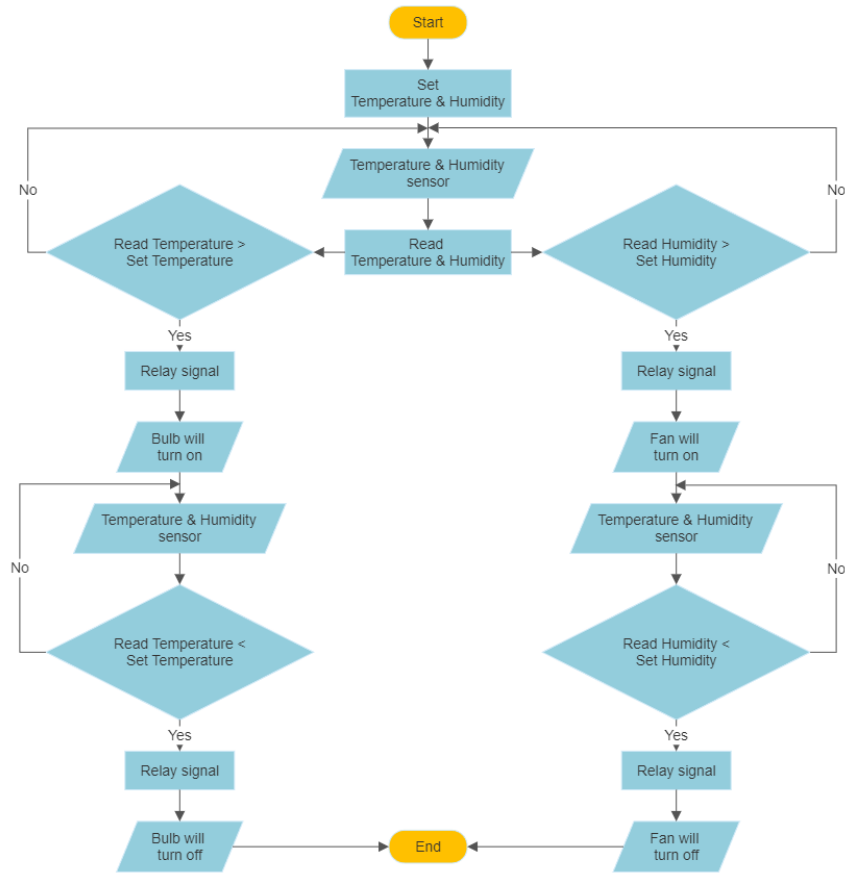 Start
Set
Temperature & Humidity
Temperature & Humidity
sensor
No
No
Read Temperature >
Set Temperature
Read
Temperature & Humidity
Read Humidity >
Set Humidity
Yes
Yes
Relay signal
Relay signal
Bulb will
turn on
Fan will
turn on
Temperature & Humidity
sensor
Temperature & Humidity
sensor
No
No
Read Temperature <
Set Temperature
Read Humidity <
Set Humidity
Yes
Yes
Relay signal
Relay signal
Bulb will
turn off
End
Fan will
turn off